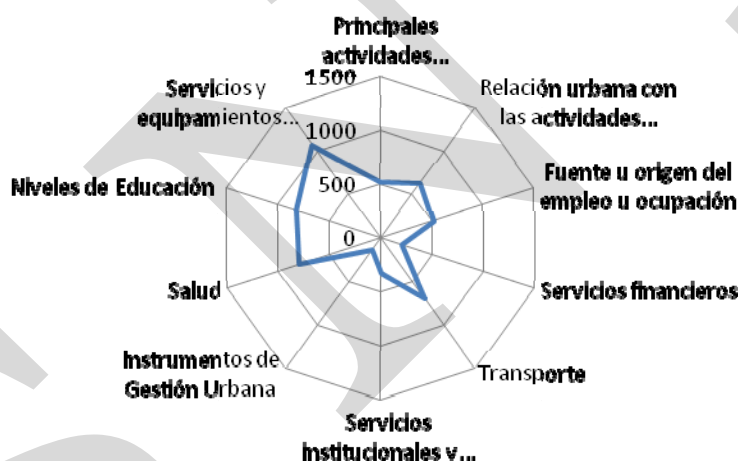 Principales
actividades...
1500
Servicios y
equipamientos...
1000
Relación urbana con
las actividades...
Niveles de Educación
500
Fuente u origen del
empleo u ocupación
0
Salud
Servicios financieros
Instrumentos de
Gestión Urbana
Transporte
Servicios
institucionales y...